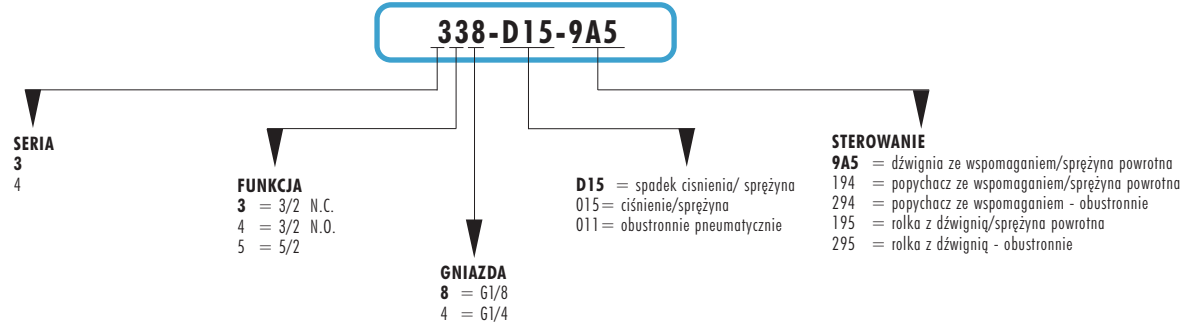 338-D15-9A5
SERIA
3
4
FUNKCJA
3 = 3/2 N.C.
4 = 3/2 N.O.
5 = 5/2
GNIAZDA
8 = G1/8
4 = G1/4
D15 = spadek cisnienia/ sprężyna
015= ciśnienie/sprężyna
011= obustronnie pneumatycznie
STEROWANIE
9A5 = dźwignia ze wspomaganiem/sprężyna powrotna
194 = popychacz ze wspomaganiem/sprężyna powrotna
294 = popychacz ze wspomaganiem - obustronnie
195 = rolka z dźwignią/sprężyna powrotna
295 = rolka z dźwignią - obustronnie